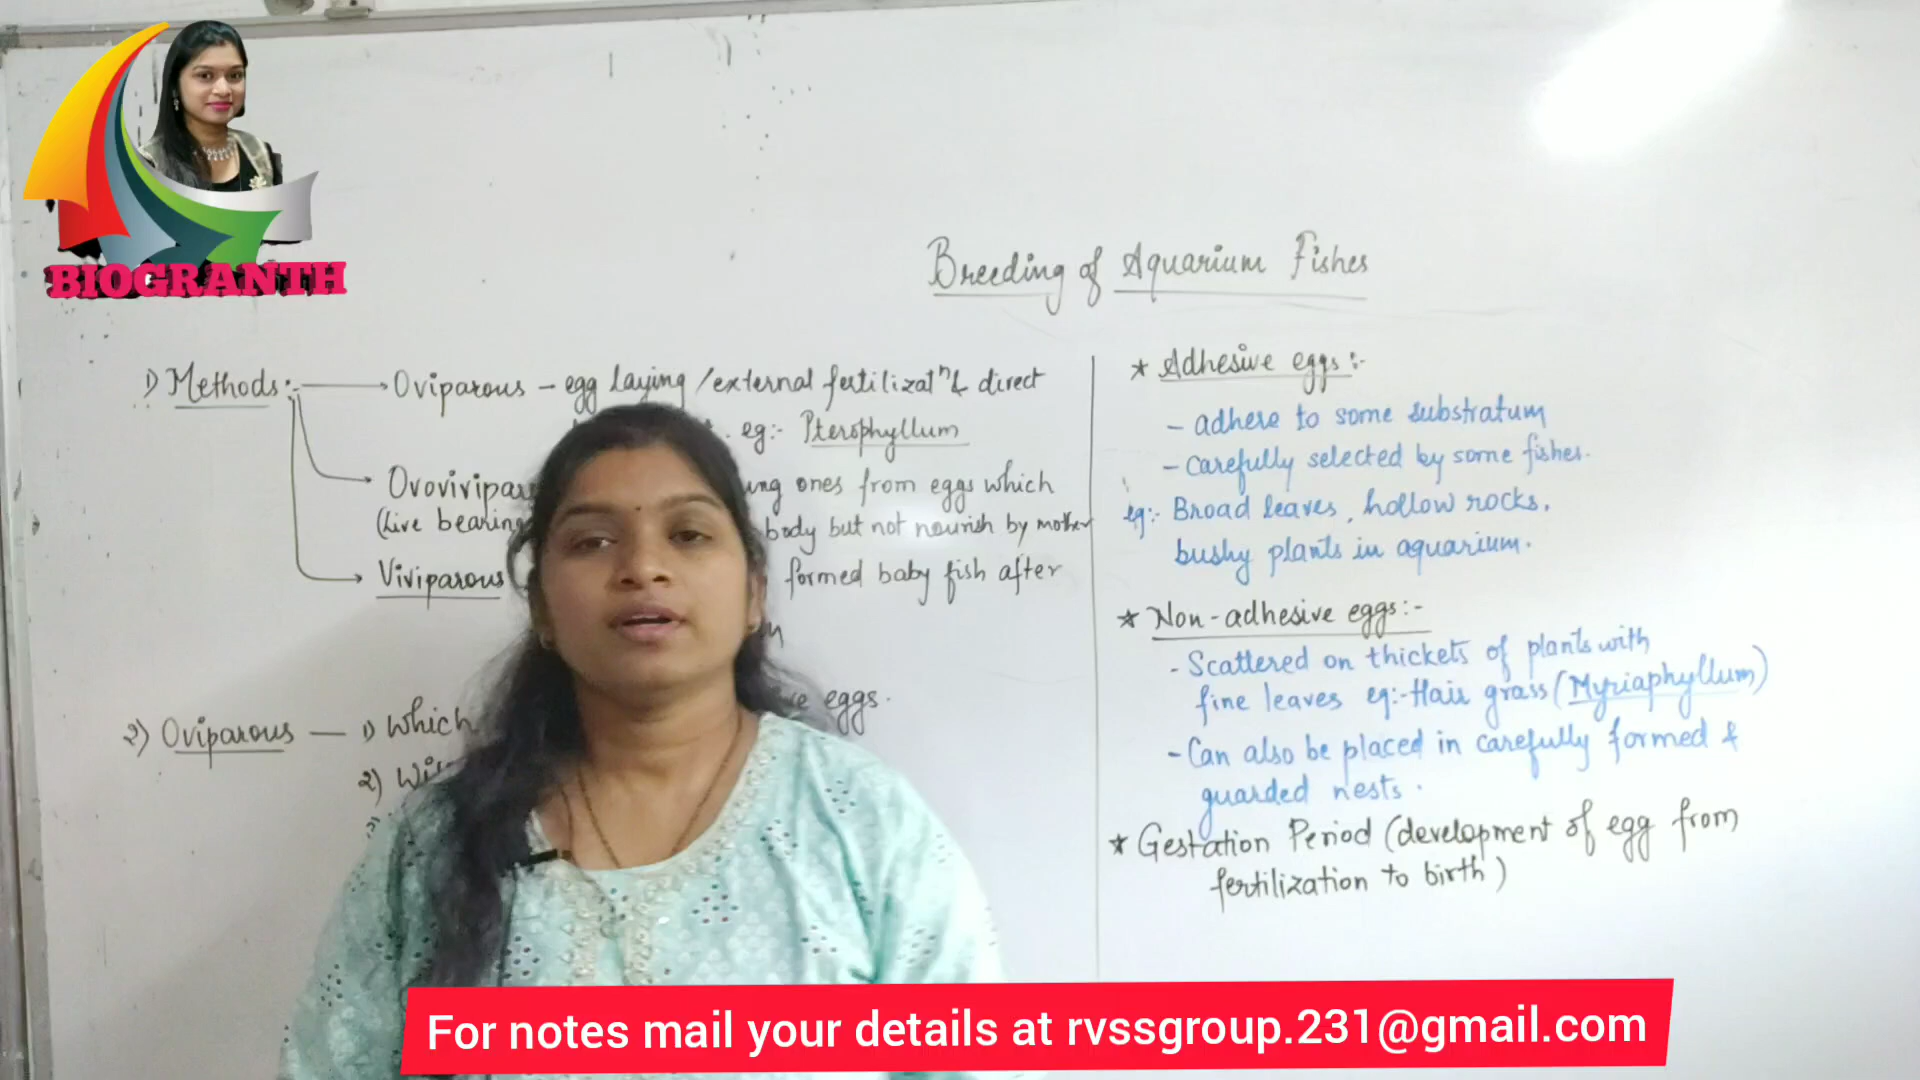 BIOGRANTH
Breeding of Aquarium Fishes
1) Methods:- Oviparous - egg laying /external fertilizatⁿ & direct
eg:- Pterophyllum
ones from eggs which
(Live bearing body but not nourish by mother
Viviparous formed baby fish after
2) Oviparous — 1) which eggs.
2)
* Adhesive eggs:-
- adhere to some substratum
- Carefully selected by some fishes.
eg:- Broad leaves, hollow rocks,
bushy plants in aquarium.
* Non-adhesive eggs:-
- Scattered on thickets of plants with
fine leaves eg:- Hair grass (Myriaphyllum)
- Can also be placed in carefully formed &
guarded nests.
* Gestation Period (development of egg from
fertilization to birth)
For notes mail your details at rvssgroup.231@gmail.com